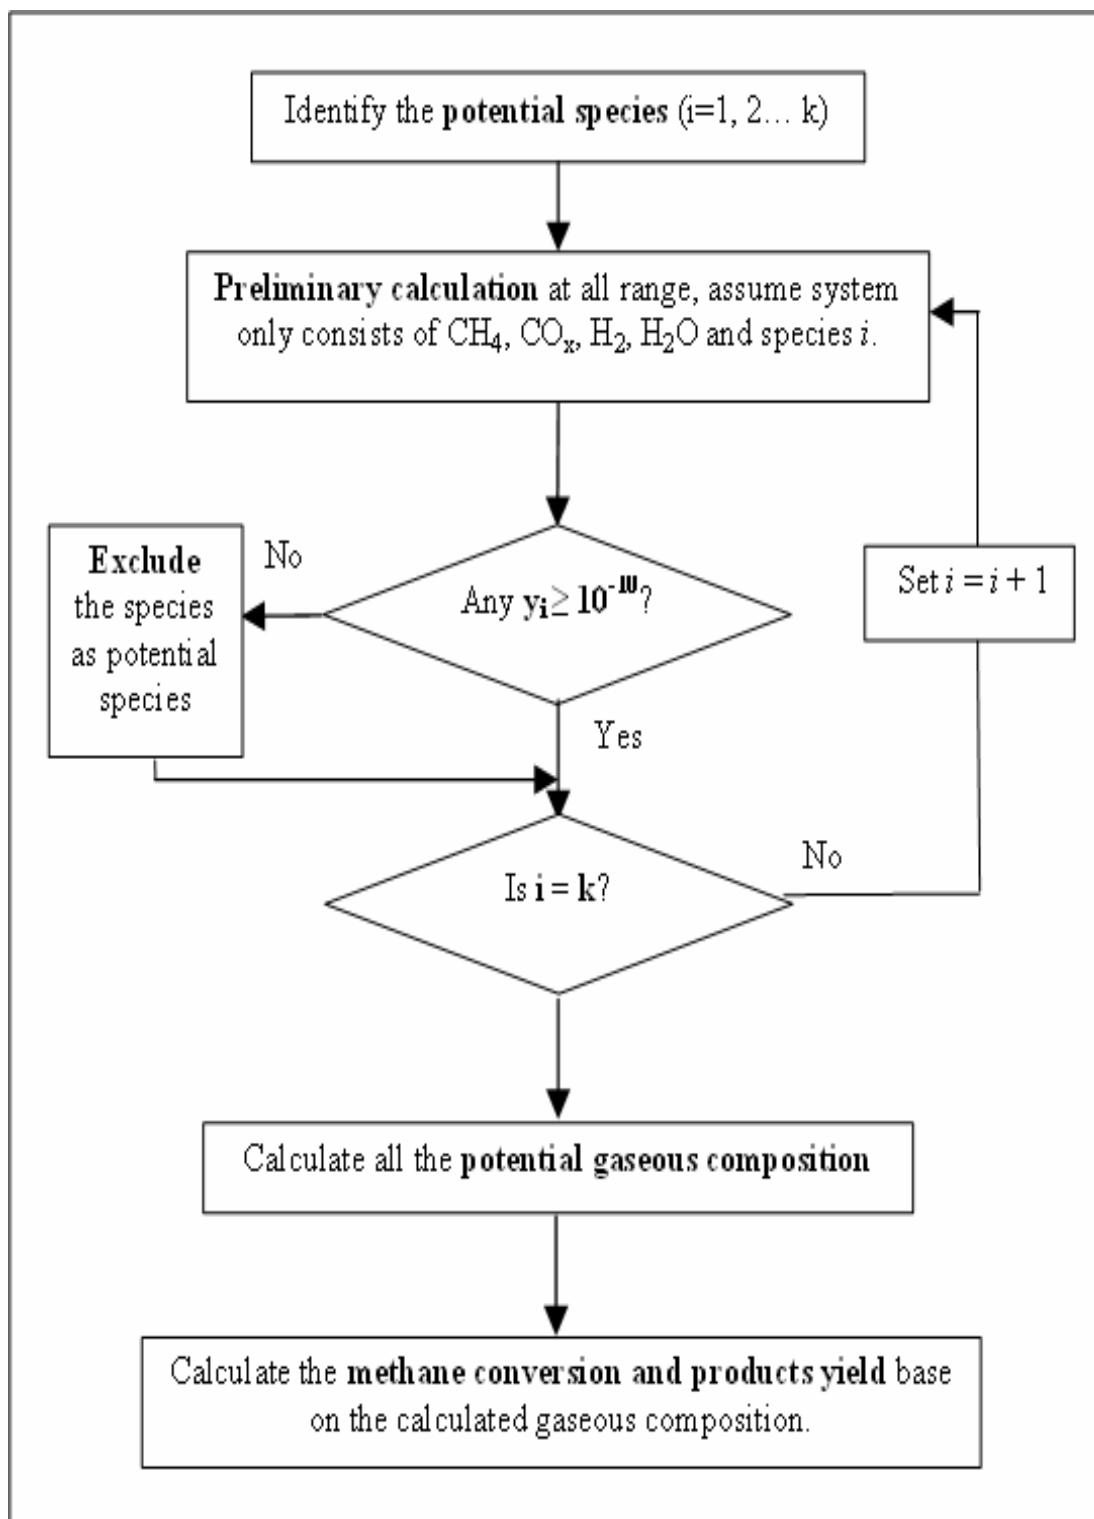 Identify the potential species (i=1, 2... k)
Preliminary calculation at all range, assume system
only consists of CH₄, COₓ, H₂, H₂O and species i.
Exclude
the species
as potential
species
No
Any yᵢ ≥ 10⁻¹⁰?
Set i = i + 1
Yes
Is i = k?
No
Calculate all the potential gaseous composition
Calculate the methane conversion and products yield base
on the calculated gaseous composition.